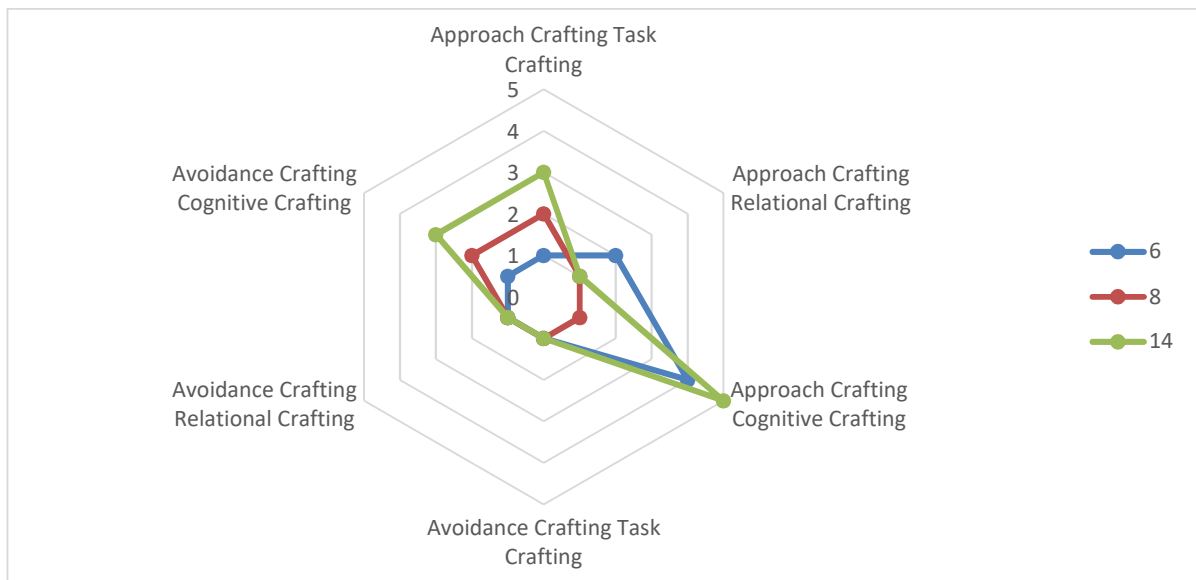 Approach Crafting Task
Crafting
5
4
3
2
1
0
Avoidance Crafting
Cognitive Crafting
Approach Crafting
Relational Crafting
6
8
14
Avoidance Crafting
Relational Crafting
Approach Crafting
Cognitive Crafting
Avoidance Crafting Task
Crafting